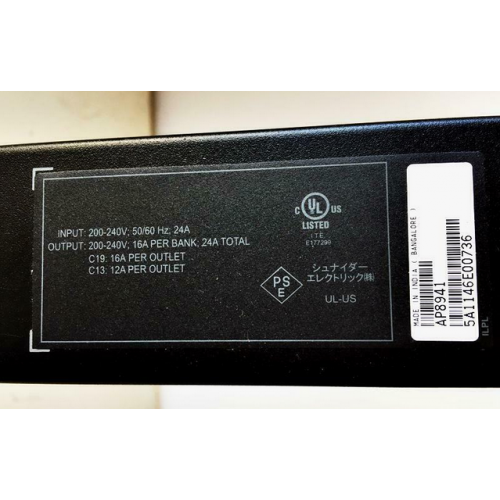 INPUT: 200-240V; 50/60 Hz; 24A
OUTPUT: 200-240V; 16A PER BANK; 24A TOTAL
C19: 16A PER OUTLET
C13: 12A PER OUTLET
C UL US
LISTED
I.T.E.
E177290
PS
E
シュナイダー
エレクトリック㈱
UL-US
MADE IN INDIA ( BANGALORE )
AP8941
5A1146E00736
ILPL